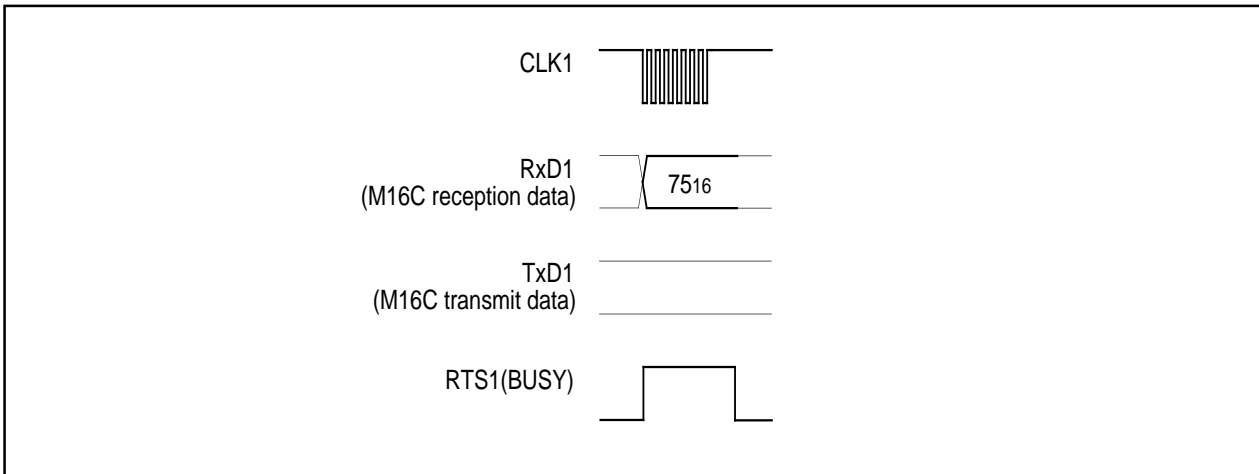 CLK1
RxD1
(M16C reception data)
7516
TxD1
(M16C transmit data)
RTS1(BUSY)